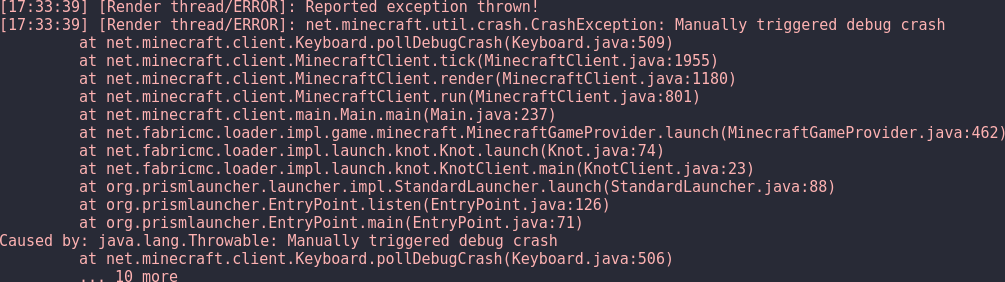 [17:33:39] [Render thread/ERROR]: Reported exception thrown!
[17:33:39] [Render thread/ERROR]: net.minecraft.util.crash.CrashException: Manually triggered debug crash
at net.minecraft.client.Keyboard.pollDebugCrash(Keyboard.java:509)
at net.minecraft.client.MinecraftClient.tick(MinecraftClient.java:1955)
at net.minecraft.client.MinecraftClient.render(MinecraftClient.java:1180)
at net.minecraft.client.MinecraftClient.run(MinecraftClient.java:801)
at net.minecraft.client.main.Main.main(Main.java:237)
at net.fabricmc.loader.impl.game.minecraft.MinecraftGameProvider.launch(MinecraftGameProvider.java:462)
at net.fabricmc.loader.impl.launch.knot.Knot.launch(Knot.java:74)
at net.fabricmc.loader.impl.launch.knot.KnotClient.main(KnotClient.java:23)
at org.prismlauncher.launcher.impl.StandardLauncher.launch(StandardLauncher.java:88)
at org.prismlauncher.EntryPoint.listen(EntryPoint.java:126)
at org.prismlauncher.EntryPoint.main(EntryPoint.java:71)
Caused by: java.lang.Throwable: Manually triggered debug crash
at net.minecraft.client.Keyboard.pollDebugCrash(Keyboard.java:506)
... 10 more